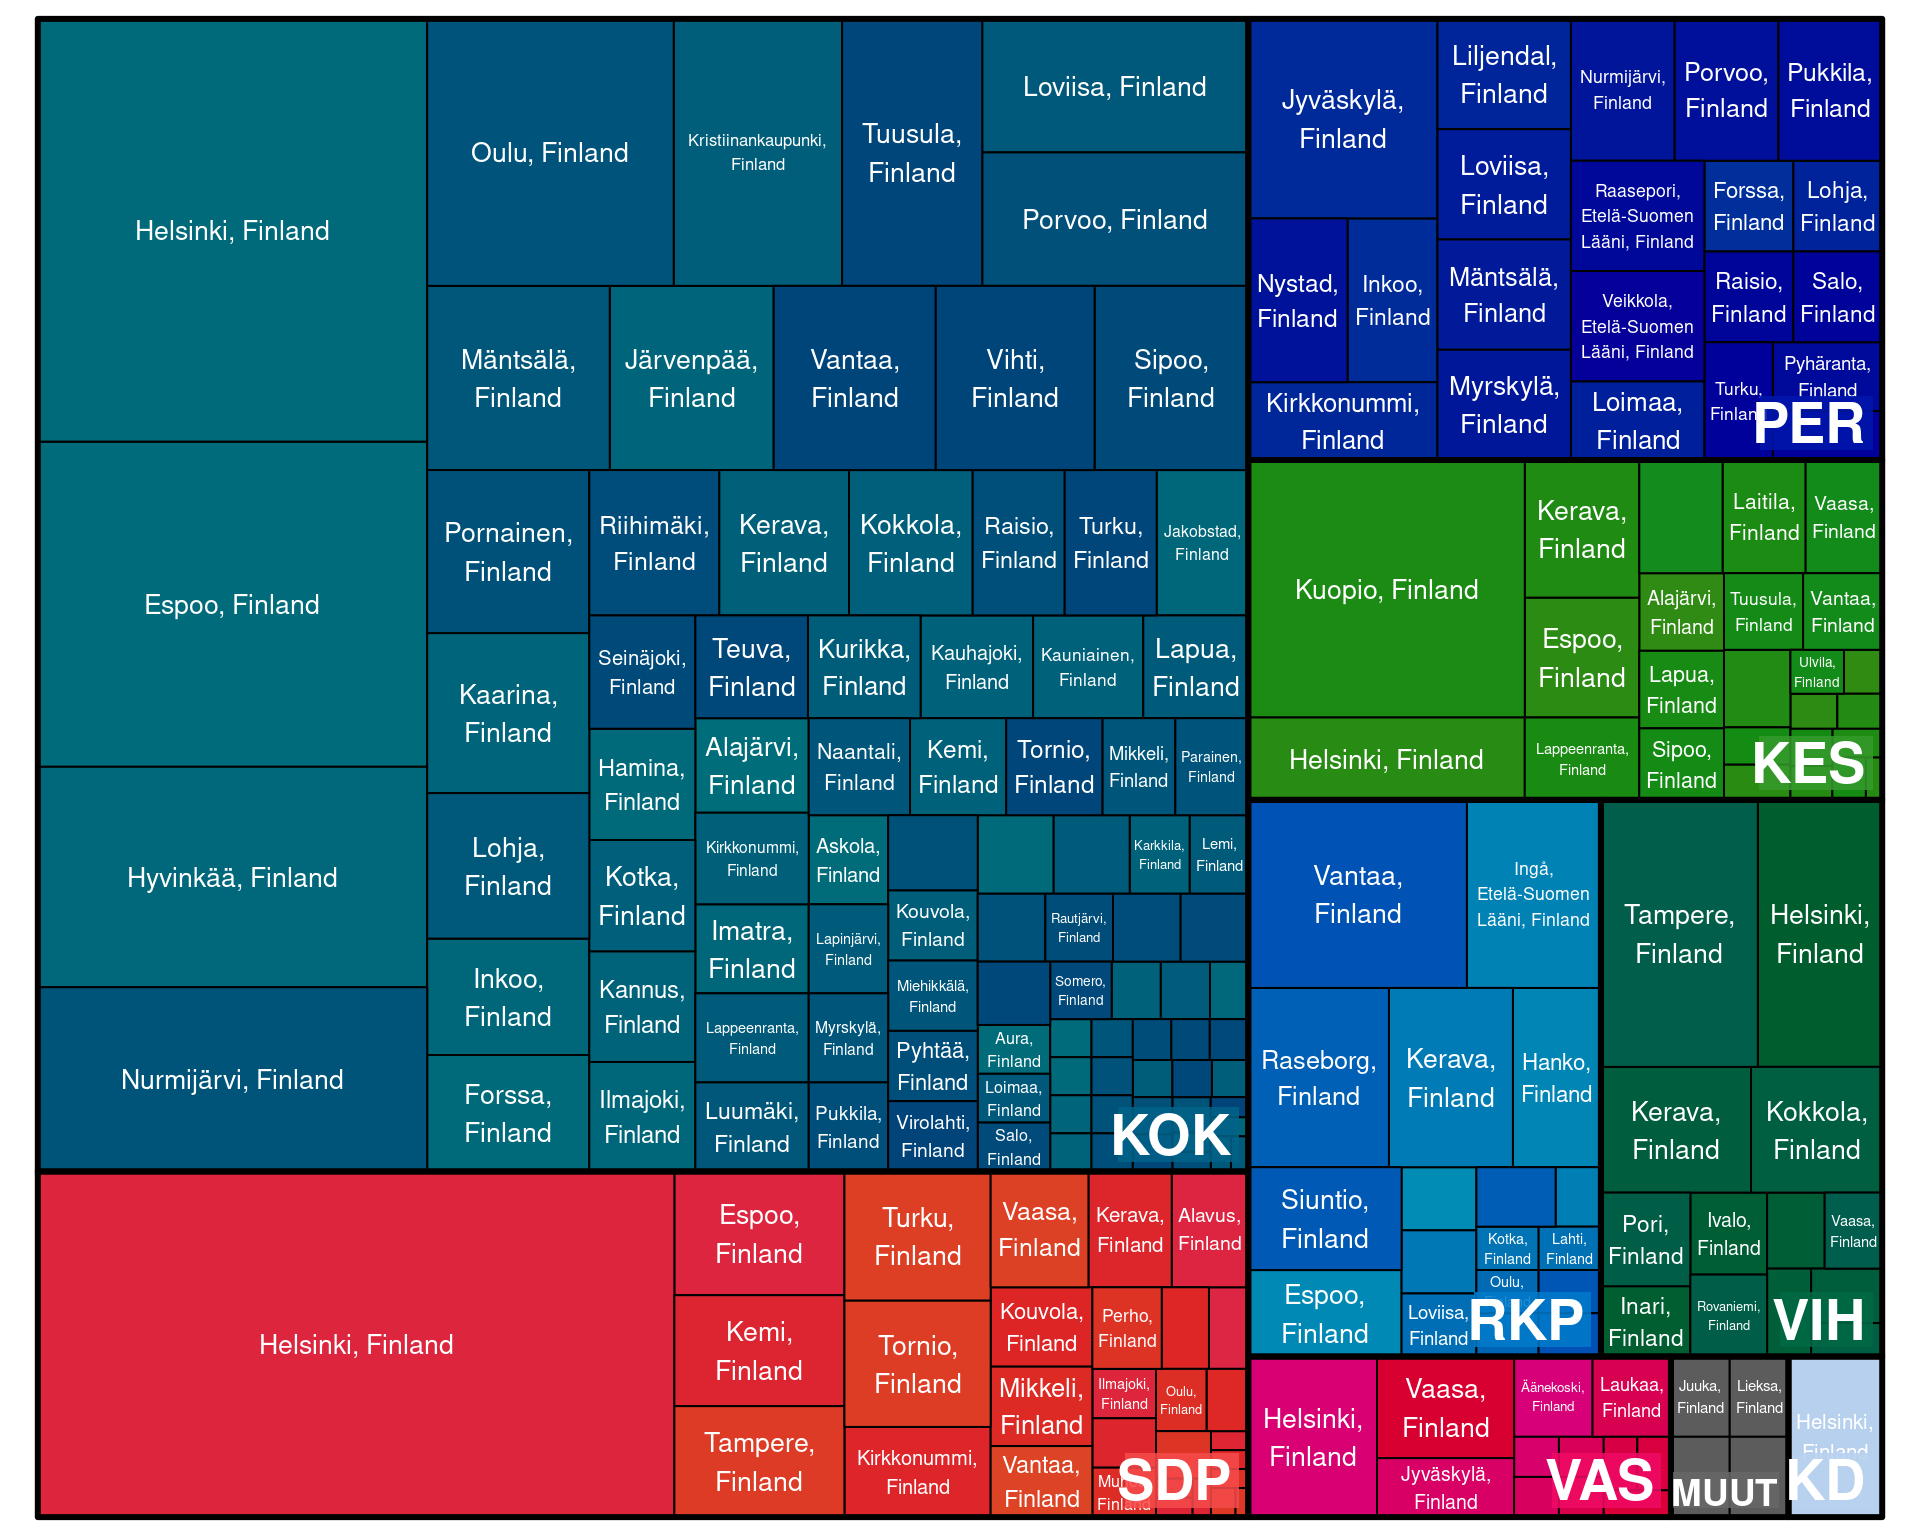 Helsinki, Finland
Espoo, Finland
Hyvinkää, Finland
Nurmijärvi, Finland
Oulu, Finland
Kristiinankaupunki,
Finland
Tuusula,
Finland
Loviisa, Finland
Porvoo, Finland
Mäntsälä,
Finland
Järvenpää,
Finland
Vantaa,
Finland
Vihti,
Finland
Sipoo,
Finland
Pornainen,
Finland
Kaarina,
Finland
Lohja,
Finland
Inkoo,
Finland
Forssa,
Finland
Riihimäki,
Finland
Kerava,
Finland
Kokkola,
Finland
Raisio,
Finland
Turku,
Finland
Jakobstad,
Finland
Seinäjoki,
Finland
Hamina,
Finland
Kotka,
Finland
Kannus,
Finland
Ilmajoki,
Finland
Teuva,
Finland
Kurikka,
Finland
Kauhajoki,
Finland
Kauniainen,
Finland
Lapua,
Finland
Alajärvi,
Finland
Kirkkonummi,
Finland
Imatra,
Finland
Lappeenranta,
Finland
Luumäki,
Finland
Naantali,
Finland
Kemi,
Finland
Tornio,
Finland
Mikkeli,
Finland
Parainen,
Finland
Askola,
Finland
Lapinjärvi,
Finland
Myrskylä,
Finland
Pukkila,
Finland
Kouvola,
Finland
Miehikkälä,
Finland
Pyhtää,
Finland
Virolahti,
Finland
Karkkila,
Finland
Lemi,
Finland
Rautjärvi,
Finland
Somero,
Finland
Aura,
Finland
Loimaa,
Finland
Salo,
Finland
KOK
Helsinki, Finland
Espoo,
Finland
Kemi,
Finland
Tampere,
Finland
Turku,
Finland
Tornio,
Finland
Kirkkonummi,
Finland
Vaasa,
Finland
Kerava,
Finland
Alavus,
Finland
Kouvola,
Finland
Mikkeli,
Finland
Vantaa,
Finland
Perho,
Finland
Ilmajoki,
Finland
Oulu,
Finland
Finland
SDP
Jyväskylä,
Finland
Nystad,
Finland
Inkoo,
Finland
Kirkkonummi,
Finland
Liljendal,
Finland
Loviisa,
Finland
Mäntsälä,
Finland
Myrskylä,
Finland
Nurmijärvi,
Finland
Porvoo,
Finland
Pukkila,
Finland
Raasepori,
Etelä-Suomen
Lääni, Finland
Veikkola,
Etelä-Suomen
Lääni, Finland
Loimaa,
Finland
Forssa,
Finland
Lohja,
Finland
Raisio,
Finland
Salo,
Finland
Turku,
Finland
Pyhäranta,
Finland
PER
Kuopio, Finland
Helsinki, Finland
Kerava,
Finland
Espoo,
Finland
Lappeenranta,
Finland
Laitila,
Finland
Vaasa,
Finland
Alajärvi,
Finland
Tuusula,
Finland
Vantaa,
Finland
Lapua,
Finland
Sipoo,
Finland
Ulvila,
Finland
KES
Vantaa,
Finland
Ingå,
Etelä-Suomen
Lääni, Finland
Raseborg,
Finland
Kerava,
Finland
Hanko,
Finland
Siuntio,
Finland
Espoo,
Finland
Kotka,
Finland
Lahti,
Finland
Oulu,
Loviisa,
Finland
RKP
Tampere,
Finland
Helsinki,
Finland
Kerava,
Finland
Kokkola,
Finland
Pori,
Finland
Inari,
Finland
Ivalo,
Finland
Rovaniemi,
Finland
Vaasa,
Finland
VIH
Helsinki,
Finland
Vaasa,
Finland
Jyväskylä,
Finland
Äänekoski,
Finland
Laukaa,
Finland
VAS
Juuka,
Finland
Lieksa,
Finland
MUUT
Helsinki,
Finland
KD